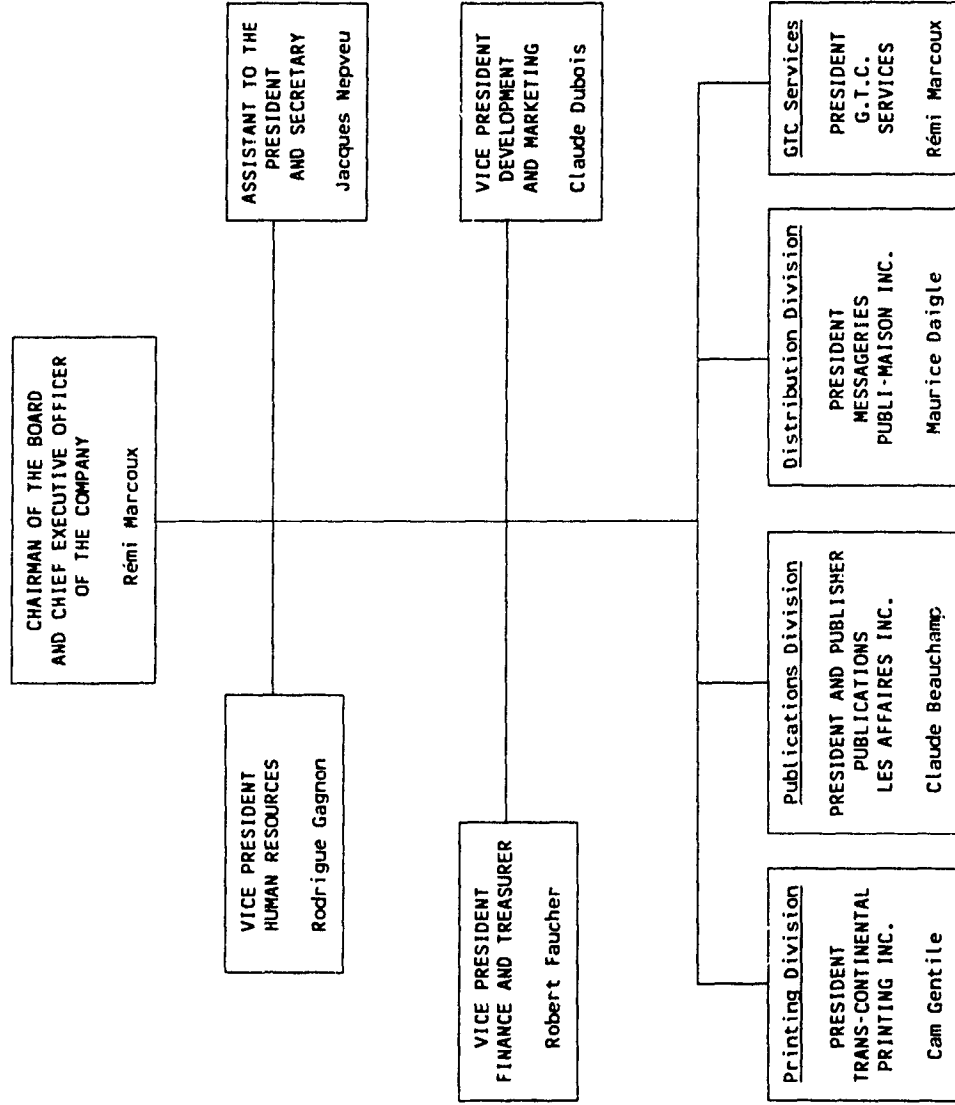 CHAIRMAN OF THE BOARD
AND CHIEF EXECUTIVE OFFICER
OF THE COMPANY
Rémi Marcoux
VICE PRESIDENT
HUMAN RESOURCES
Rodrigue Gagnon
ASSISTANT TO THE
PRESIDENT
AND SECRETARY
Jacques Nepveu
VICE PRESIDENT
FINANCE AND TREASURER
Robert Faucher
VICE PRESIDENT
DEVELOPMENT
AND MARKETING
Claude Dubois
Printing Division
PRESIDENT
TRANS-CONTINENTAL
PRINTING INC.
Cam Gentile
Publications Division
PRESIDENT AND PUBLISHER
PUBLICATIONS
LES AFFAIRES INC.
Claude Beauchamp
Distribution Division
PRESIDENT
MESSAGERIES
PUBLI-MAISON INC.
Maurice Daigle
GTC Services
PRESIDENT
G.T.C.
SERVICES
Rémi Marcoux